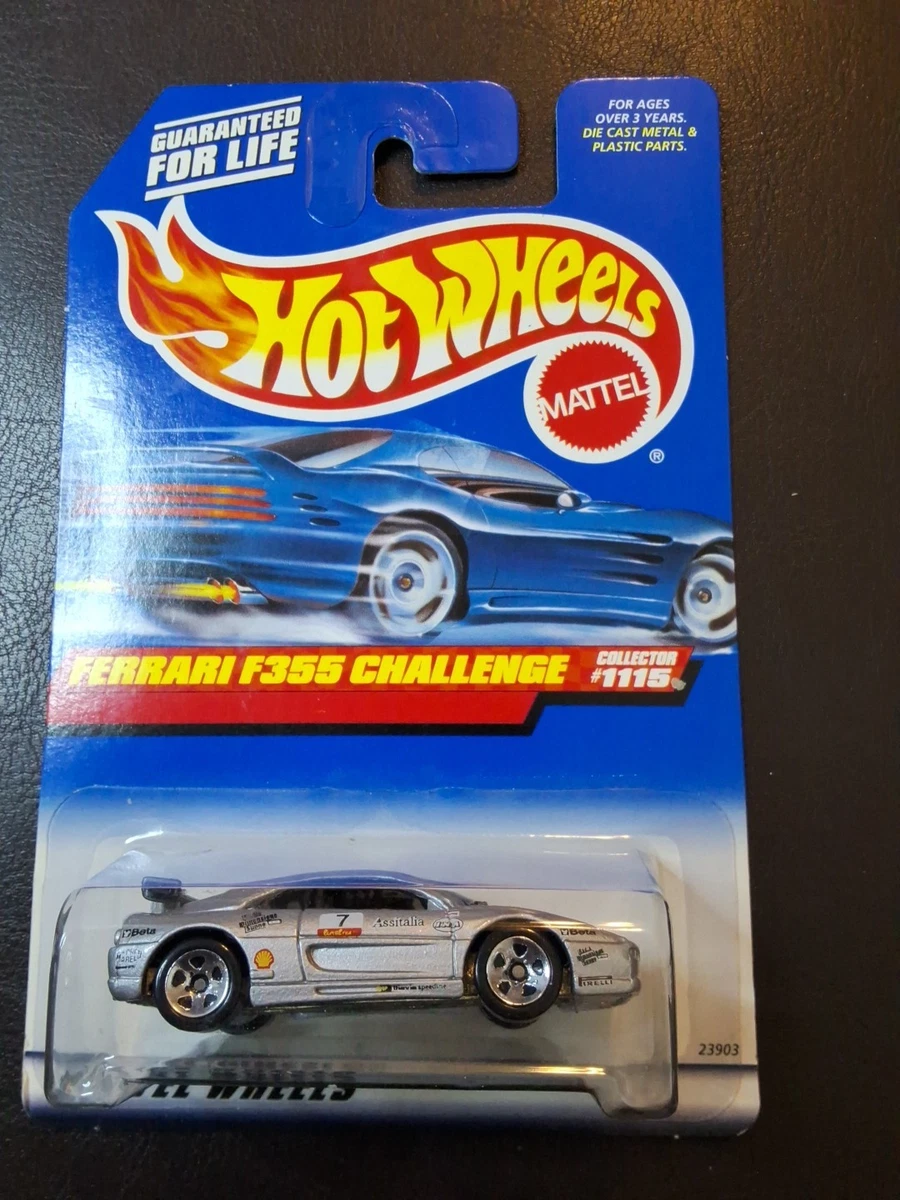 GUARANTEED
FOR LIFE
FOR AGES
OVER 3 YEARS.
DIE CAST METAL &
PLASTIC PARTS.
HOT WHEELS
MATTEL
®
FERRARI F355 CHALLENGE
COLLECTOR
#1115
7
Assitalia
Beta
Beta
PIRELLI
23903
WHEELS